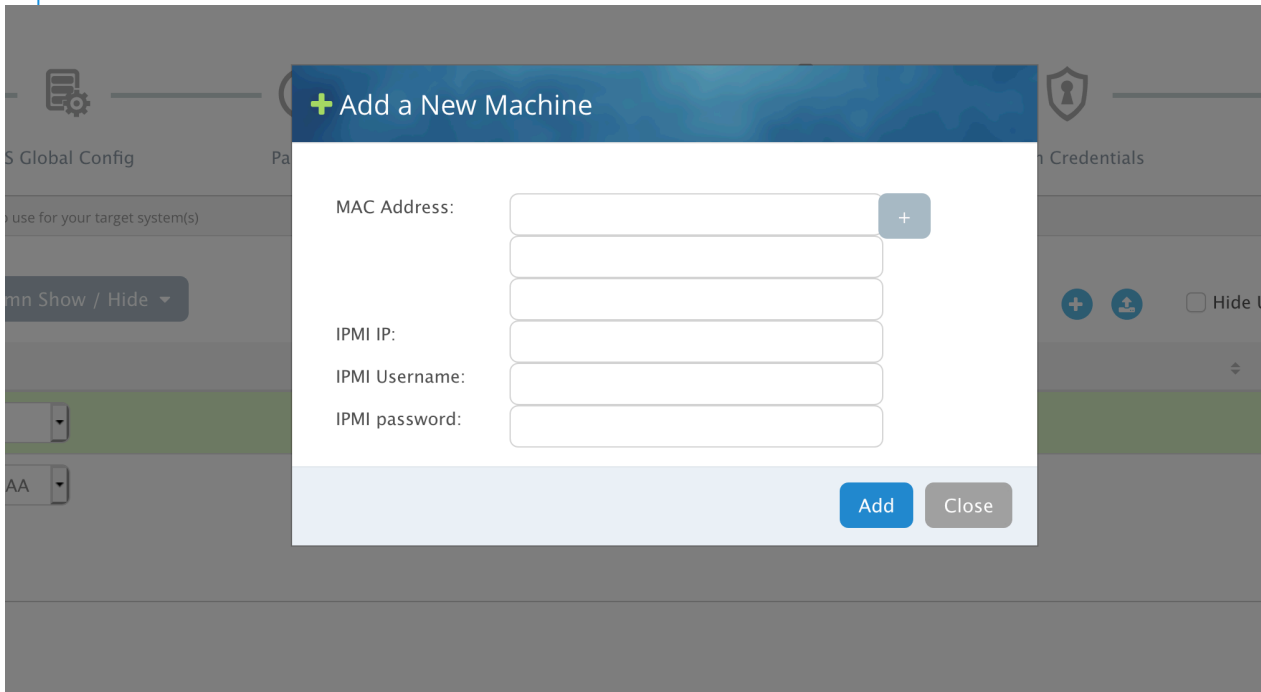 Add a New Machine
S Global Config
Pa
Credentials
use for your target system(s)
MAC Address:
+
mn Show / Hide
Hide
IPMI IP:
IPMI Username:
IPMI password:
AA
Add
Close